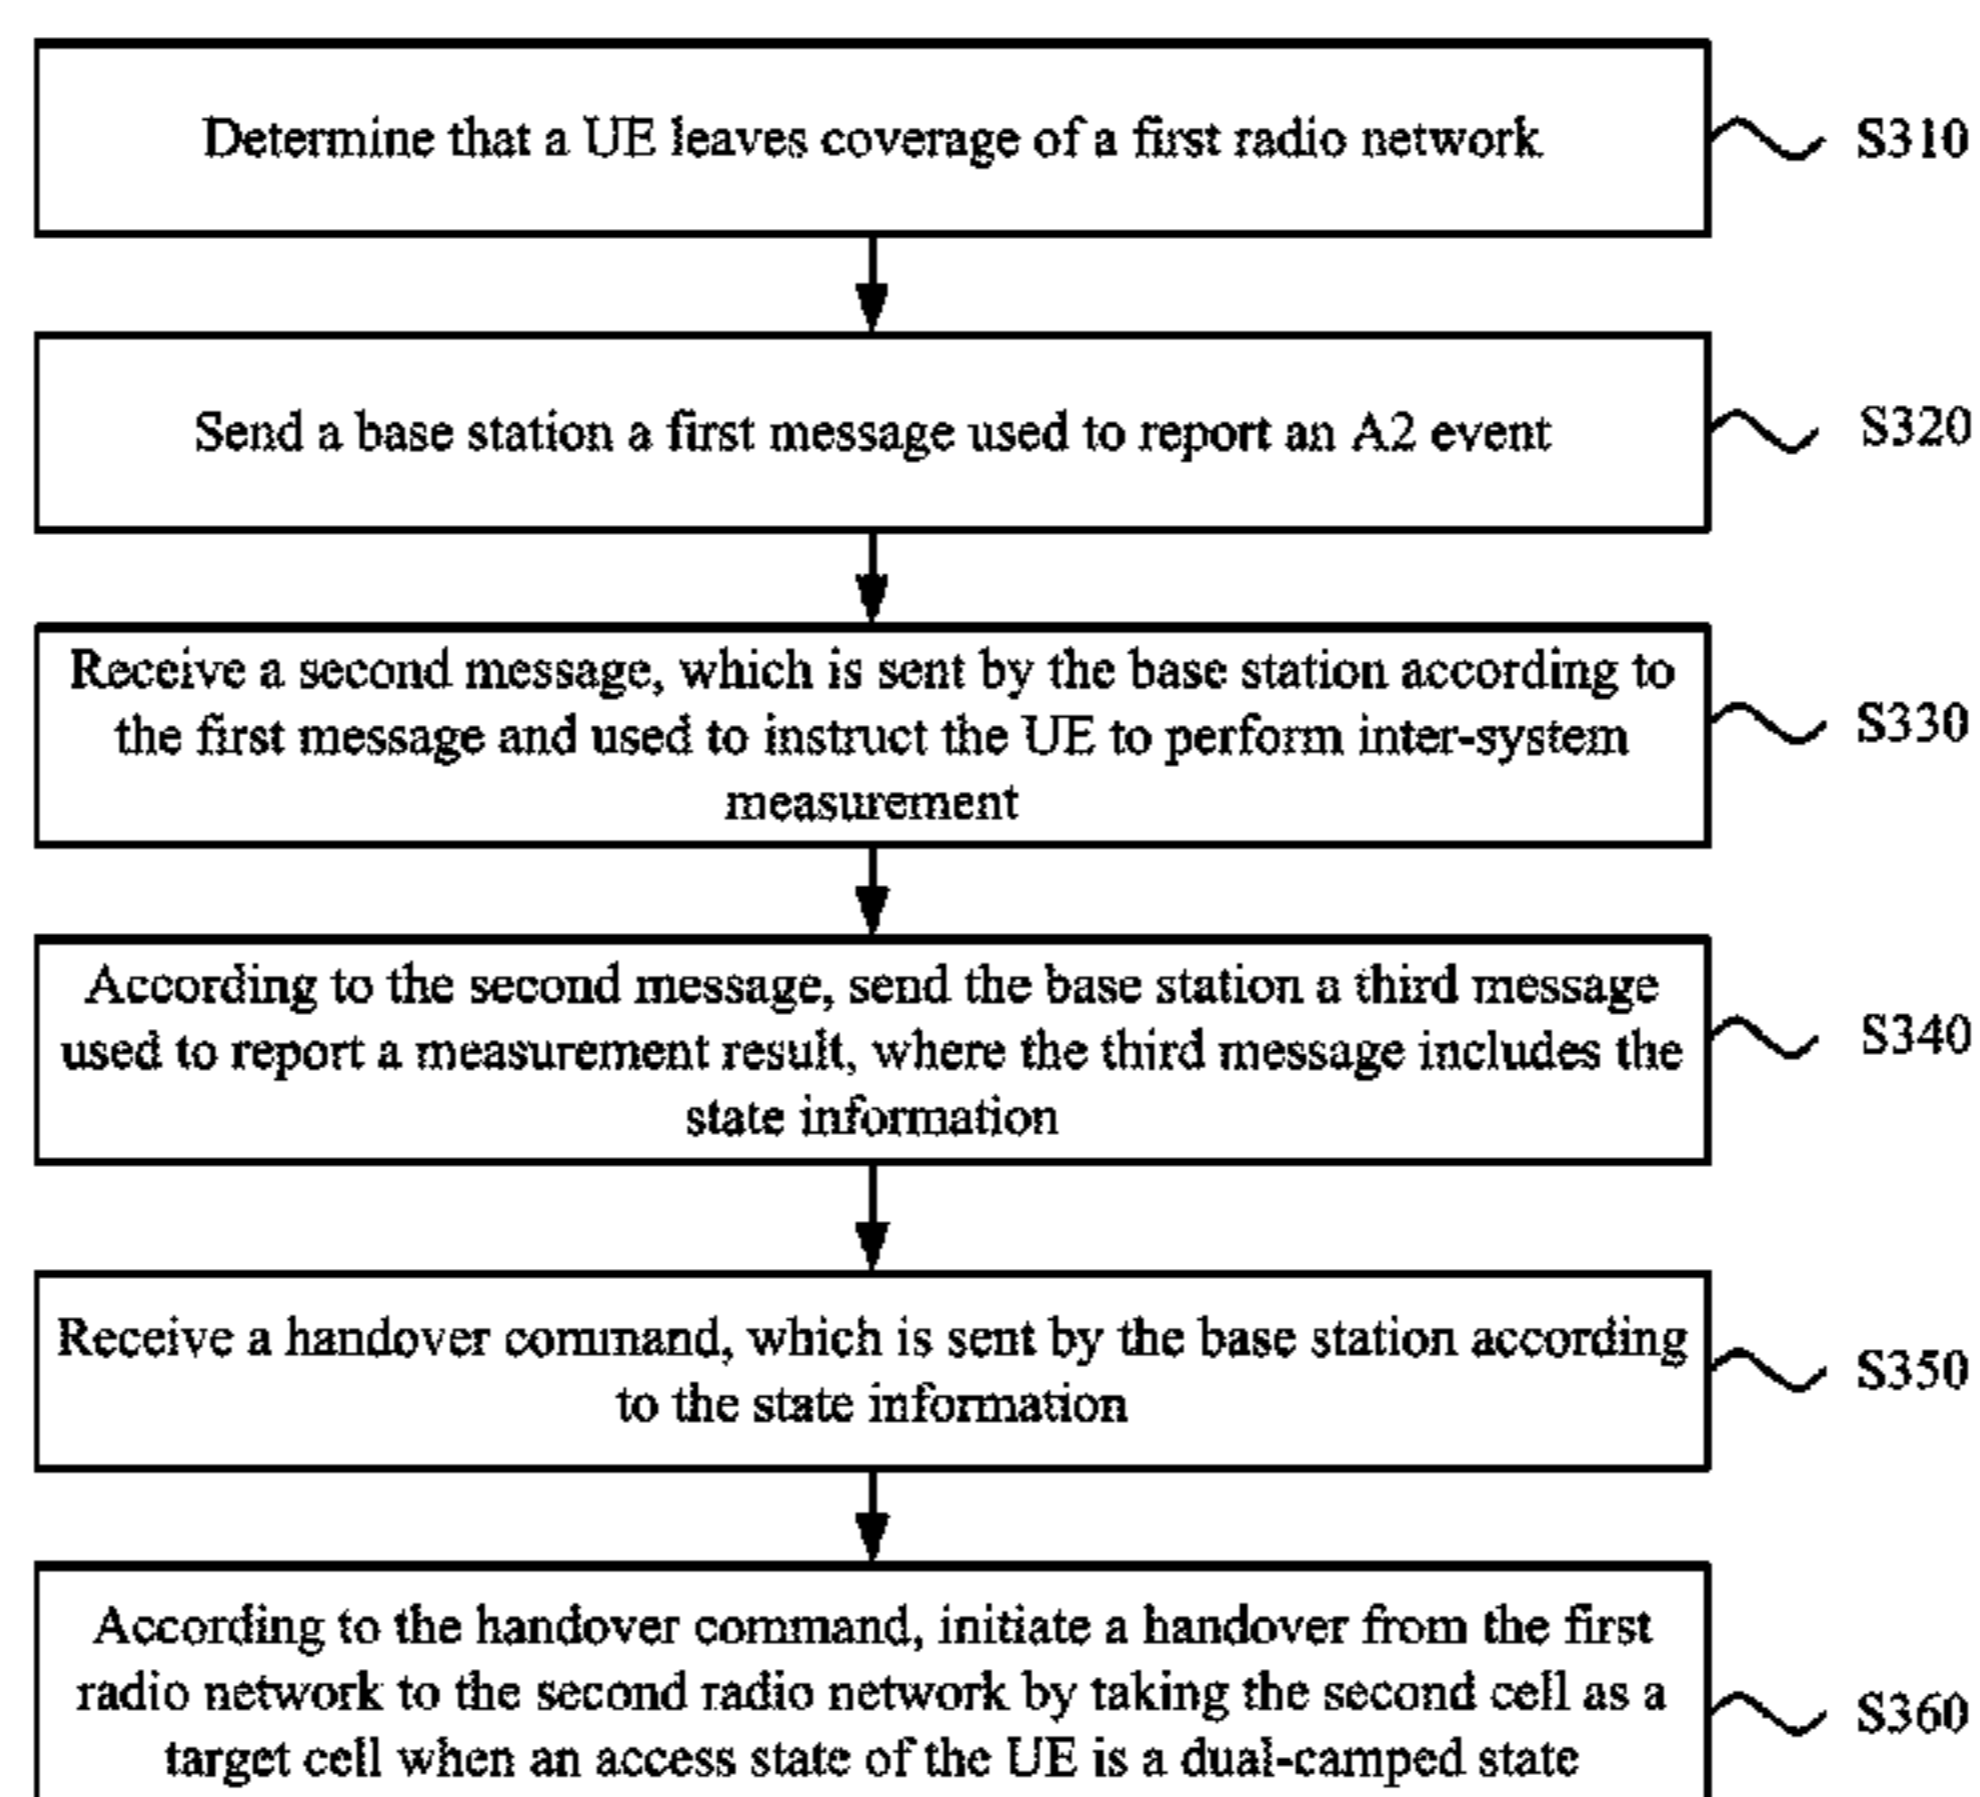 Determine that a UE leaves coverage of a first radio network
S310
Send a base station a first message used to report an A2 event
S320
Receive a second message, which is sent by the base station according to
the first message and used to instruct the UE to perform inter-system
measurement
S330
According to the second message, send the base station a third message
used to report a measurement result, where the third message includes the
state information
S340
Receive a handover command, which is sent by the base station according
to the state information
S350
According to the handover command, initiate a handover from the first
radio network to the second radio network by taking the second cell as a
target cell when an access state of the UE is a dual-camped state
S360